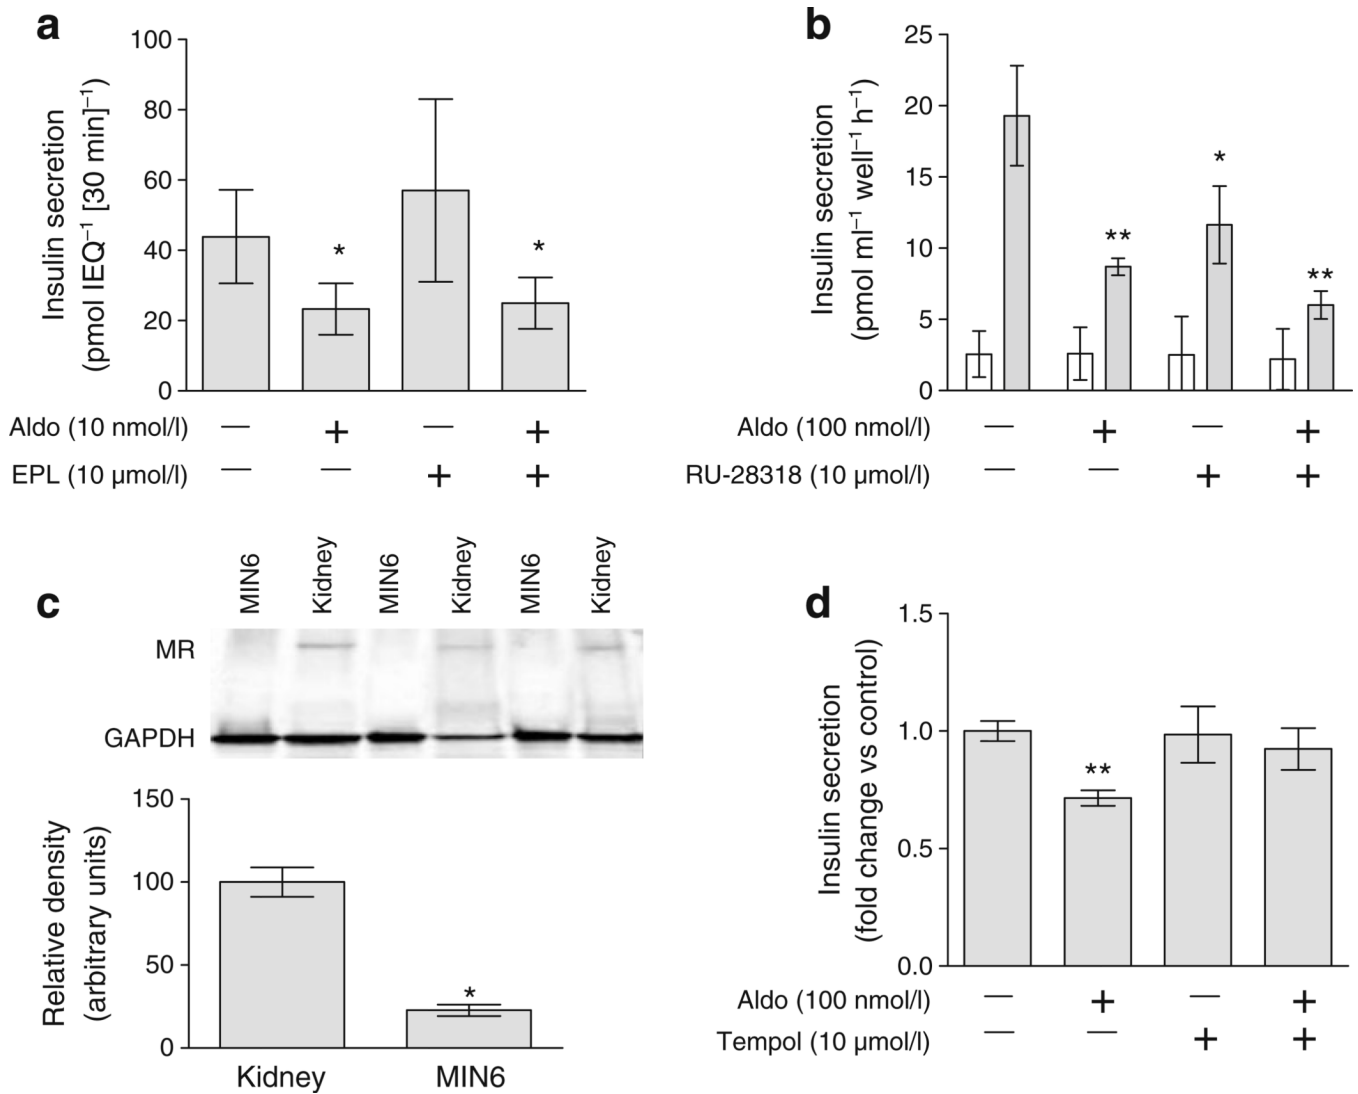 a
Insulin secretion
(pmol IEQ⁻¹ [30 min]⁻¹
100
80
60
40
20
0
*
*
Aldo (10 nmol/l) — + — +
EPL (10 µmol/l) — — + +
b
Insulin secretion
(pmol ml⁻¹ well⁻¹ h⁻¹)
25
20
15
10
5
0
**
*
**
Aldo (100 nmol/l) — + — +
RU-28318 (10 µmol/l) — — + +
c
MIN6 Kidney MIN6 Kidney MIN6 Kidney
MR
GAPDH
Relative density
(arbitrary units)
150
100
50
0
*
Kidney MIN6
d
Insulin secretion
(fold change vs control)
1.5
1.0
0.5
0.0
**
Aldo (100 nmol/l) — + — +
Tempol (10 µmol/l) — — + +